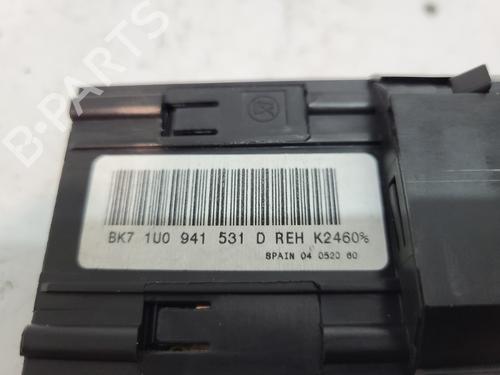 B-PARTS
BK7 1U0 941 531 D REH K2460%
SPAIN 04 0520 60